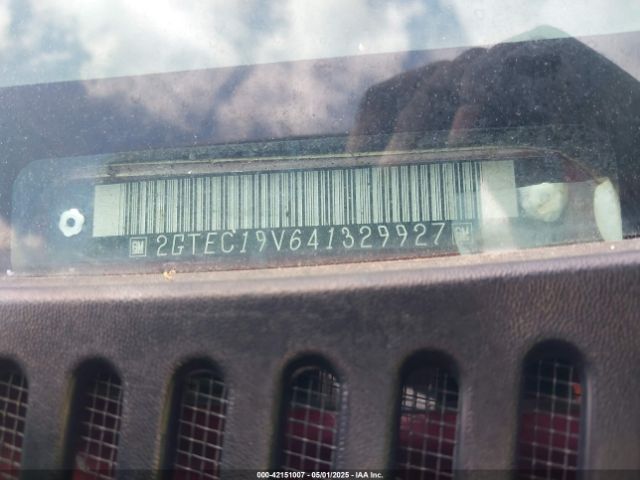 GM 2GTEC19V641329927 GM
000-42151007 - 05/01/2025 - IAA Inc.